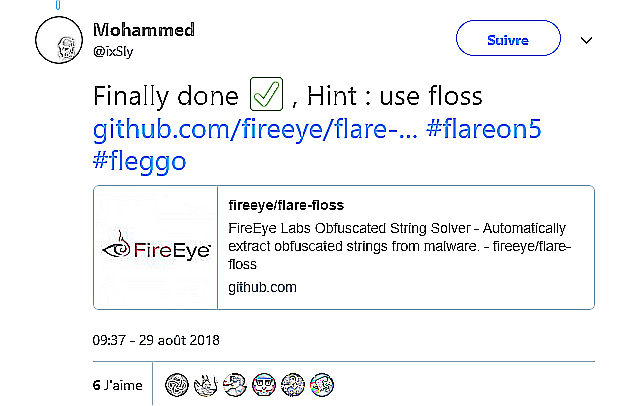 Mohammed
@ixSly
Suivre
Finally done ✅ , Hint : use floss
github.com/fireeye/flare-... #flareon5
#fleggo
FireEye
fireeye/flare-floss
FireEye Labs Obfuscated String Solver - Automatically
extract obfuscated strings from malware. - fireeye/flare-
floss
github.com
09:37 - 29 août 2018
6 J'aime